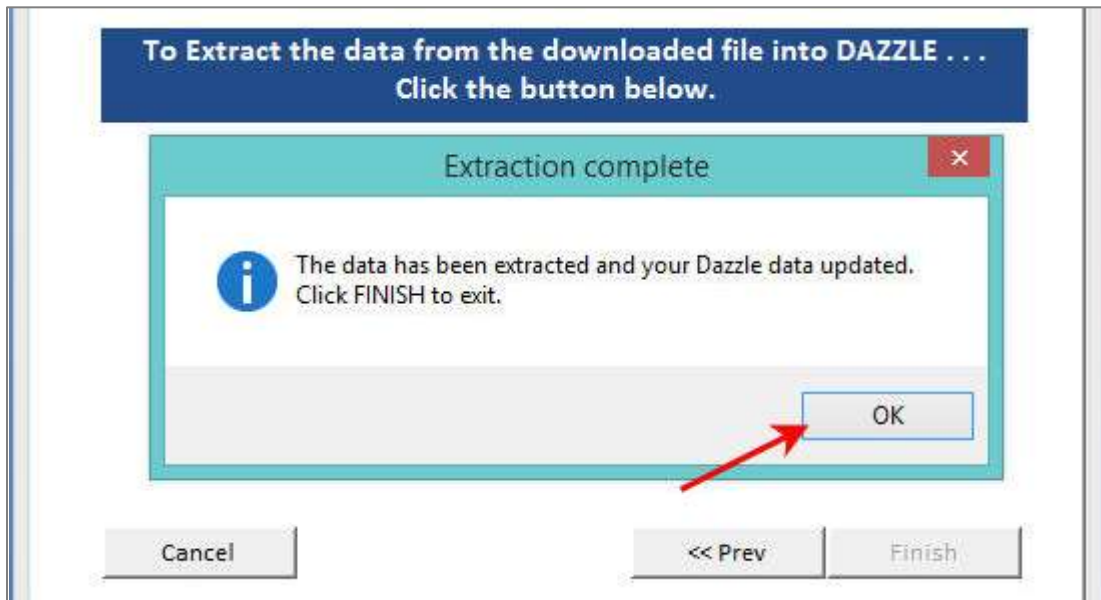 To Extract the data from the downloaded file into DAZZLE . . .
Click the button below.
Extraction complete
The data has been extracted and your Dazzle data updated.
Click FINISH to exit.
OK
Cancel
<< Prev
Finish